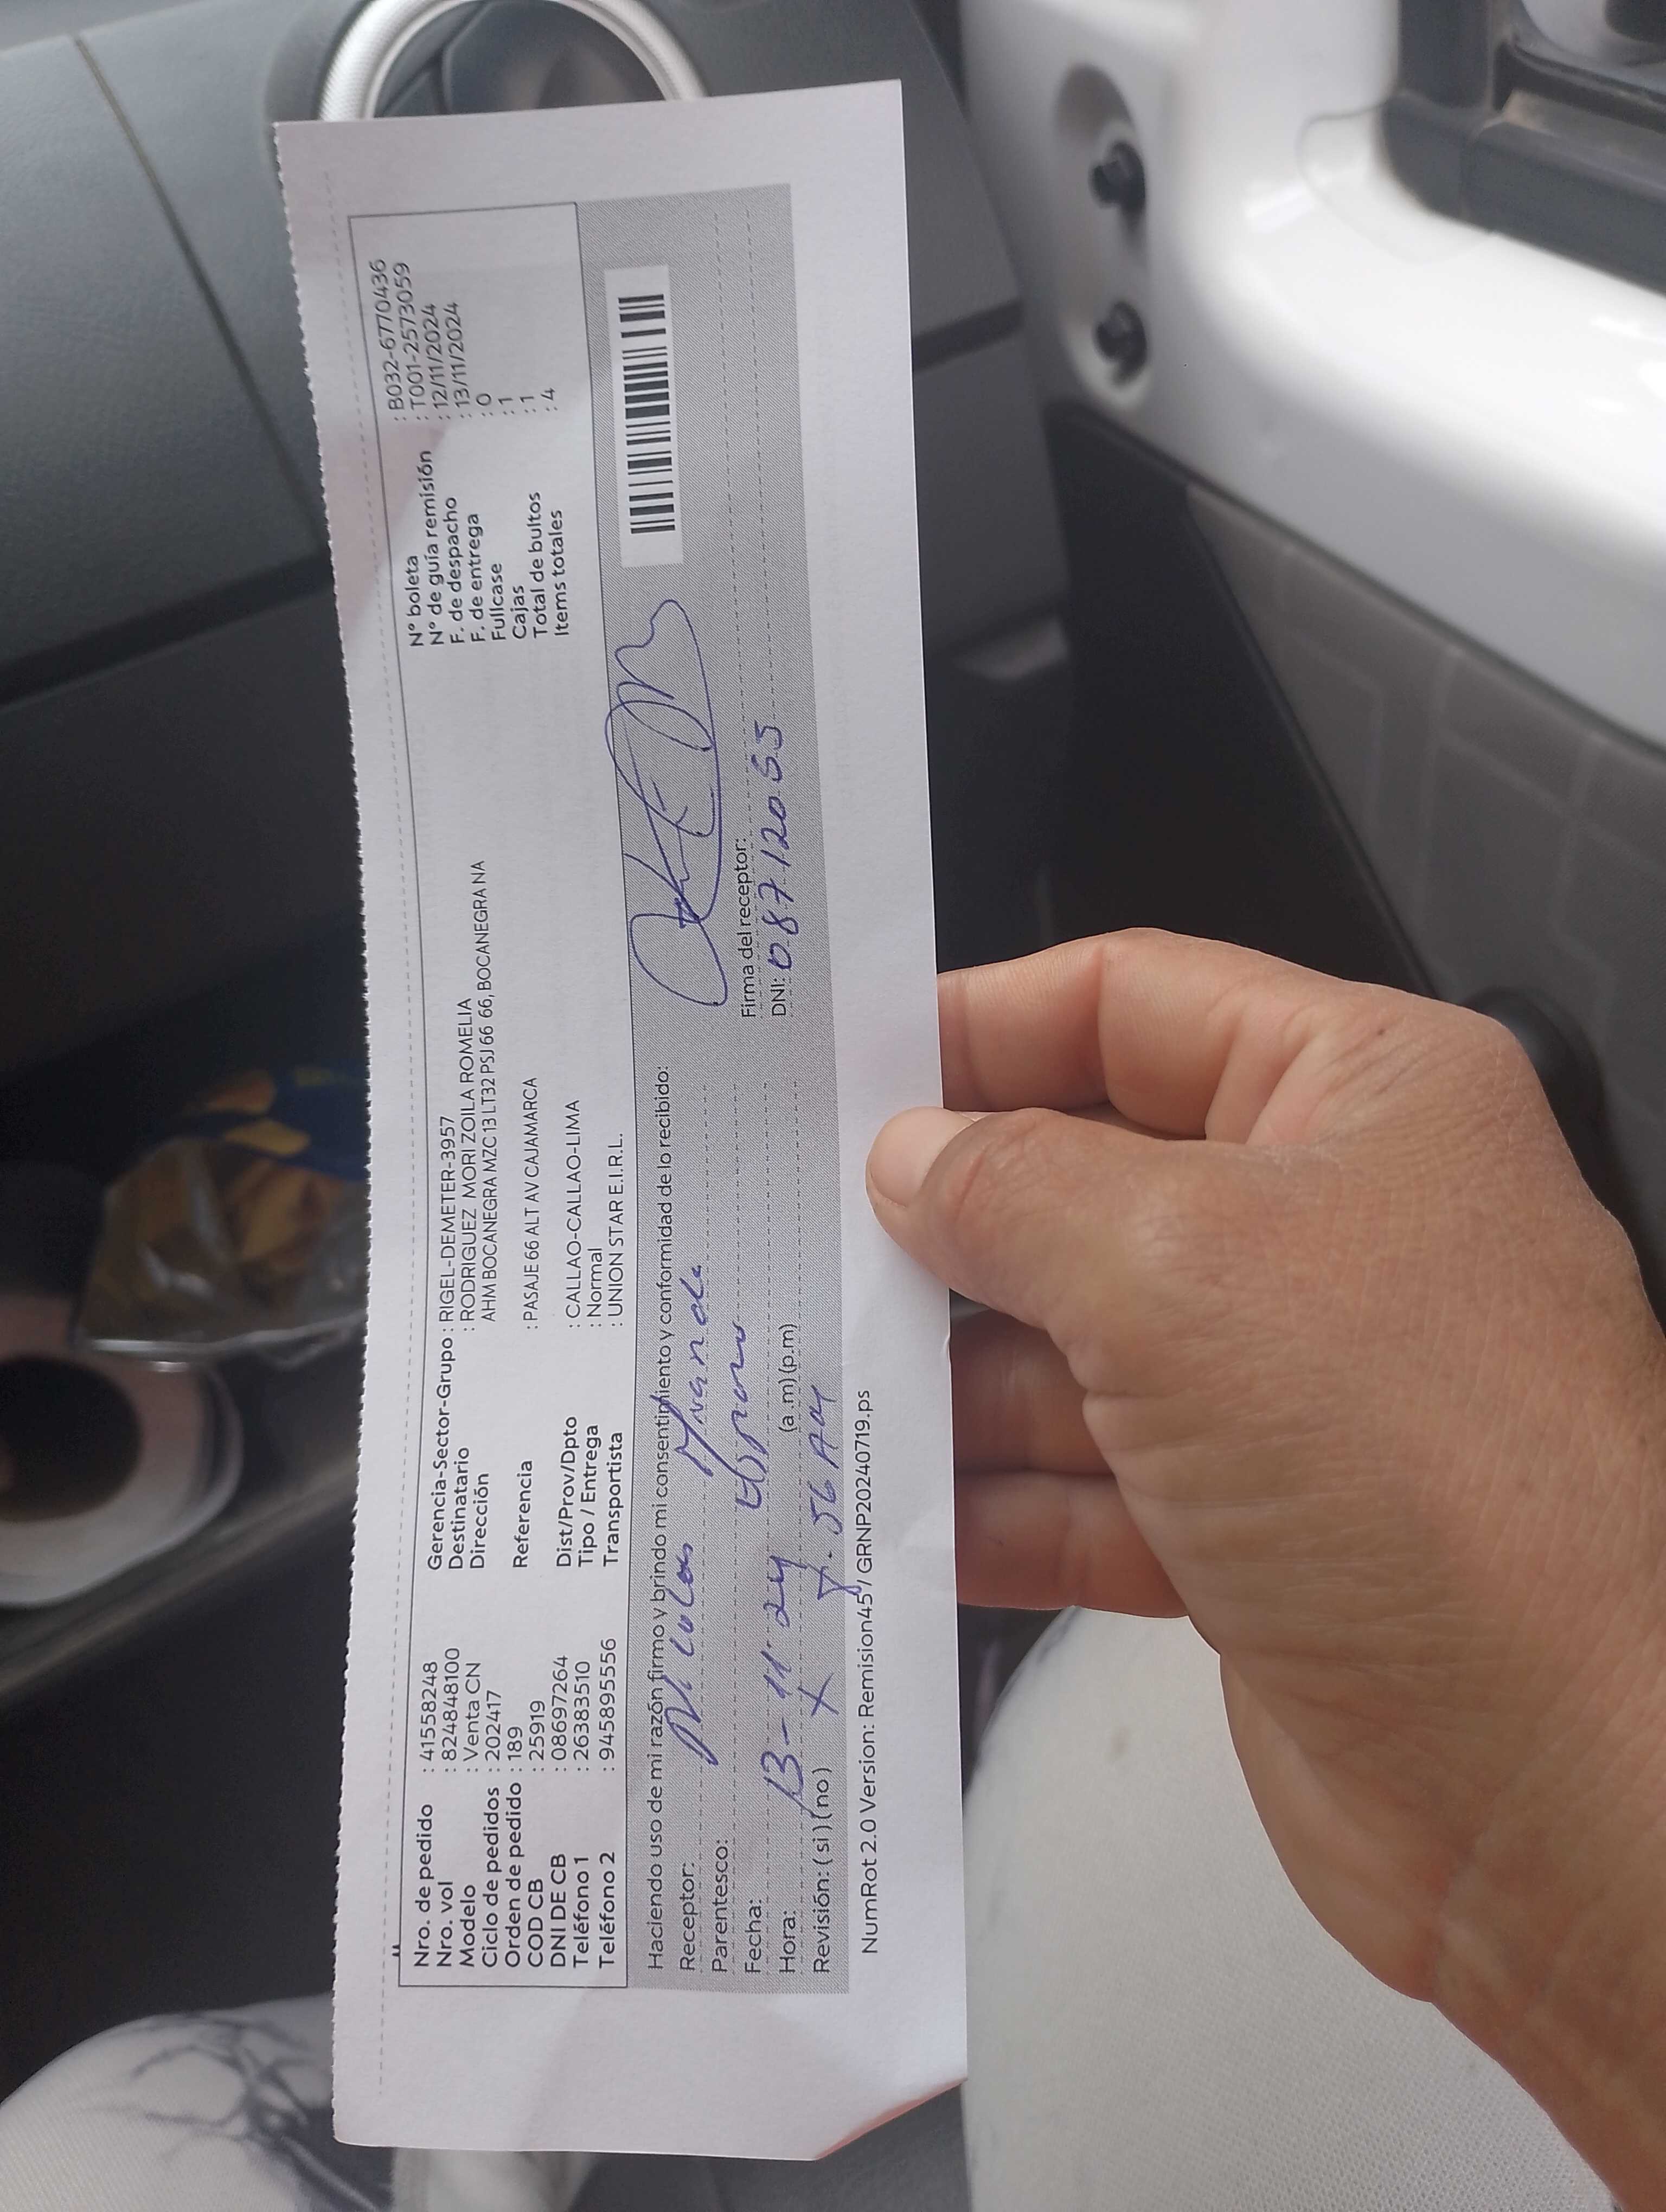 Nro. de pedido : 41558248
Nro. vol : 824848100
Modelo : Venta CN
Ciclo de pedidos : 202417
Orden de pedido : 189
COD CB : 25919
DNI DE CB : 08697264
Teléfono 1 : 26383510
Teléfono 2 : 945895556
Gerencia-Sector-Grupo : RIGEL-DEMETER-3957
Destinatario : RODRIGUEZ MORI ZOILA ROMELIA
Dirección AHM BOCANEGRA MZC 13 LT32 PSJ 66 66, BOCANEGRA NA
Referencia : PASAJE 66 ALT AV CAJAMARCA
Dist/Prov/Dpto : CALLAO-CALLAO-LIMA
Tipo / Entrega : Normal
Transportista : UNION STAR E.I.R.L.
N° boleta : B032-6770436
N° de guía remisión : T001-2573059
F. de despacho : 12/11/2024
F. de entrega : 13/11/2024
Fullcase : 0
Cajas : 1
Total de bultos : 1
Items totales : 4
Haciendo uso de mi razón firmo y brindo mi consentimiento y conformidad de lo recibido:
Receptor: Nicolas
Parentesco: Esposo
Fecha: 13-11-24
Hora: 8.56 AM (a.m) (p.m)
Revisión: (si) (no) X
Firma del receptor:
DNI: 08712055
NumRot 2.0 Version: Remision45 / GRNP20240719.ps